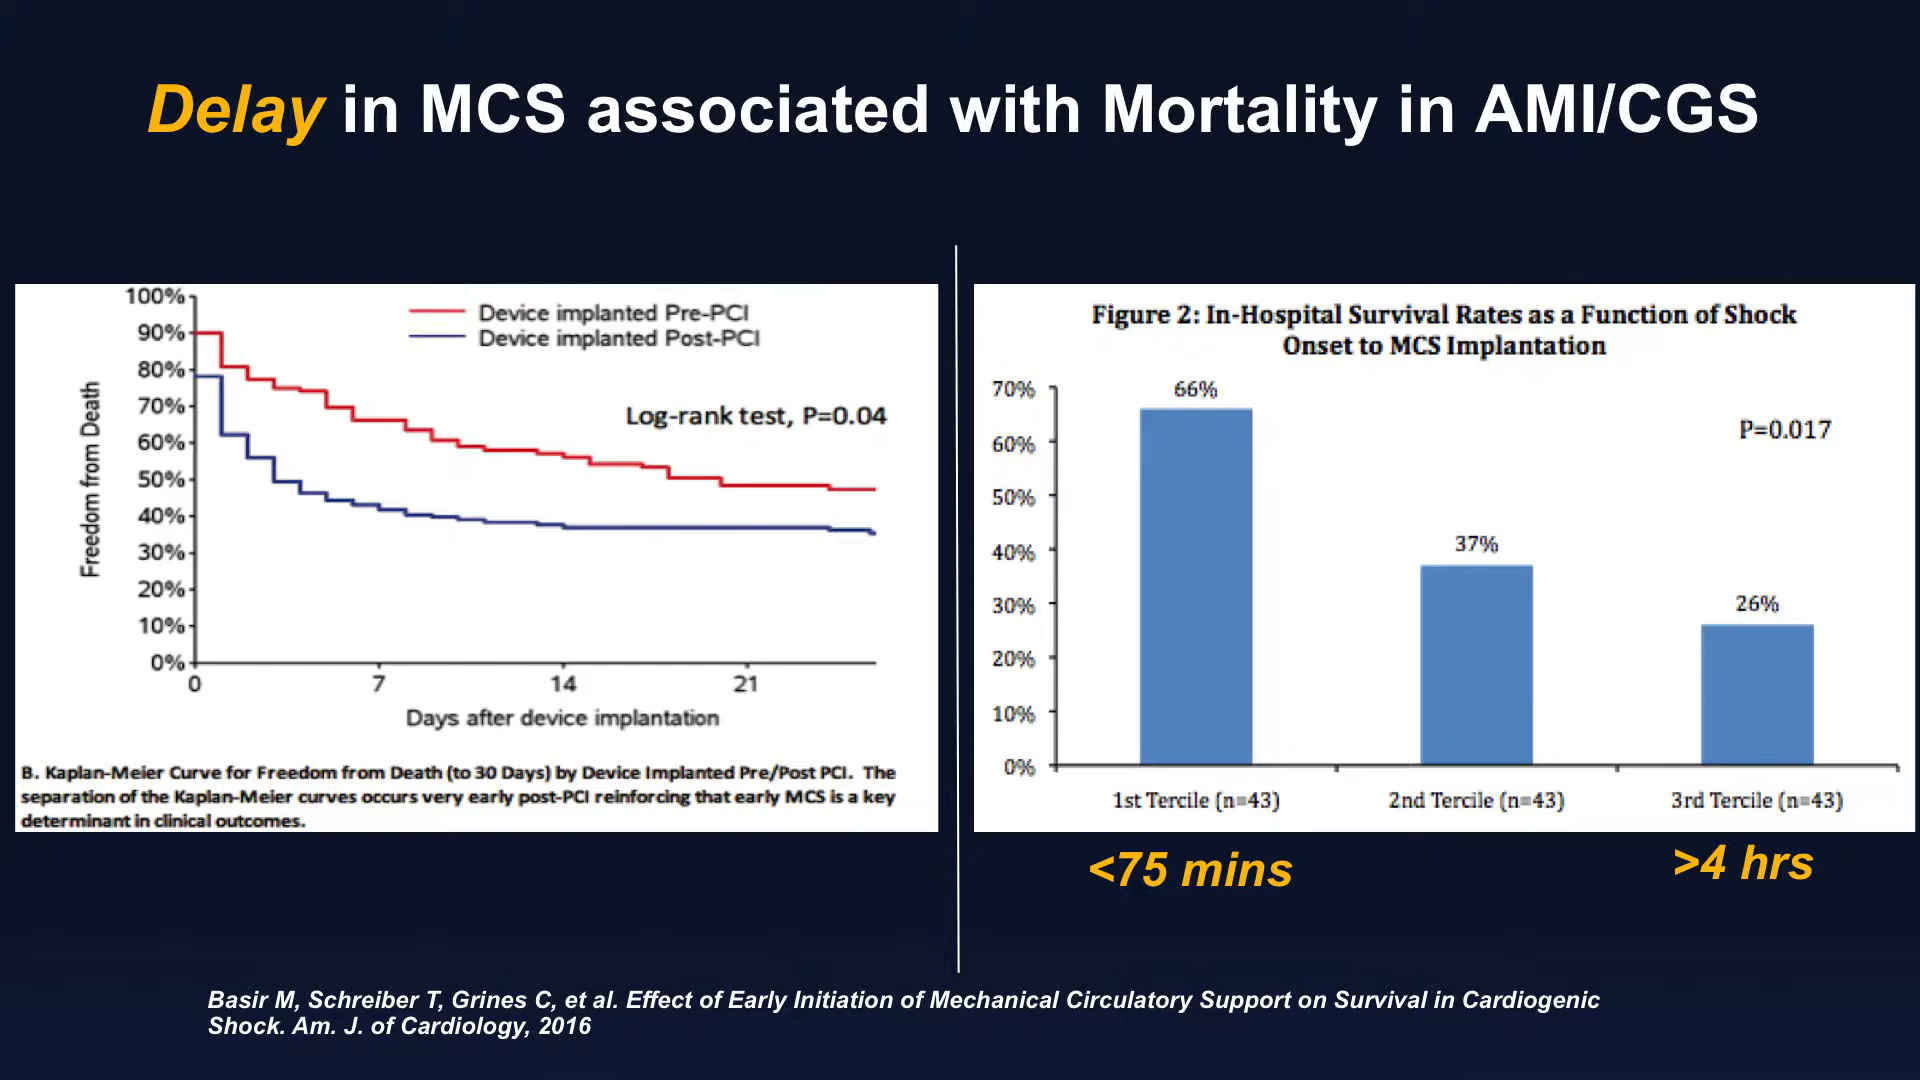 Delay in MCS associated with Mortality in AMI/CGS
100%
90%
80%
70%
60%
50%
40%
30%
20%
10%
0%
Freedom from Death
Device implanted Pre-PCI
Device implanted Post-PCI
Log-rank test, P=0.04
0 7 14 21
Days after device implantation
B. Kaplan-Meier Curve for Freedom from Death (to 30 Days) by Device Implanted Pre/Post PCI. The
separation of the Kaplan-Meier curves occurs very early post-PCI reinforcing that early MCS is a key
determinant in clinical outcomes.
Figure 2: In-Hospital Survival Rates as a Function of Shock
Onset to MCS Implantation
70%
60%
50%
40%
30%
20%
10%
0%
66%
37%
26%
P=0.017
1st Tercile (n=43) 2nd Tercile (n=43) 3rd Tercile (n=43)
<75 mins >4 hrs
Basir M, Schreiber T, Grines C, et al. Effect of Early Initiation of Mechanical Circulatory Support on Survival in Cardiogenic
Shock. Am. J. of Cardiology, 2016